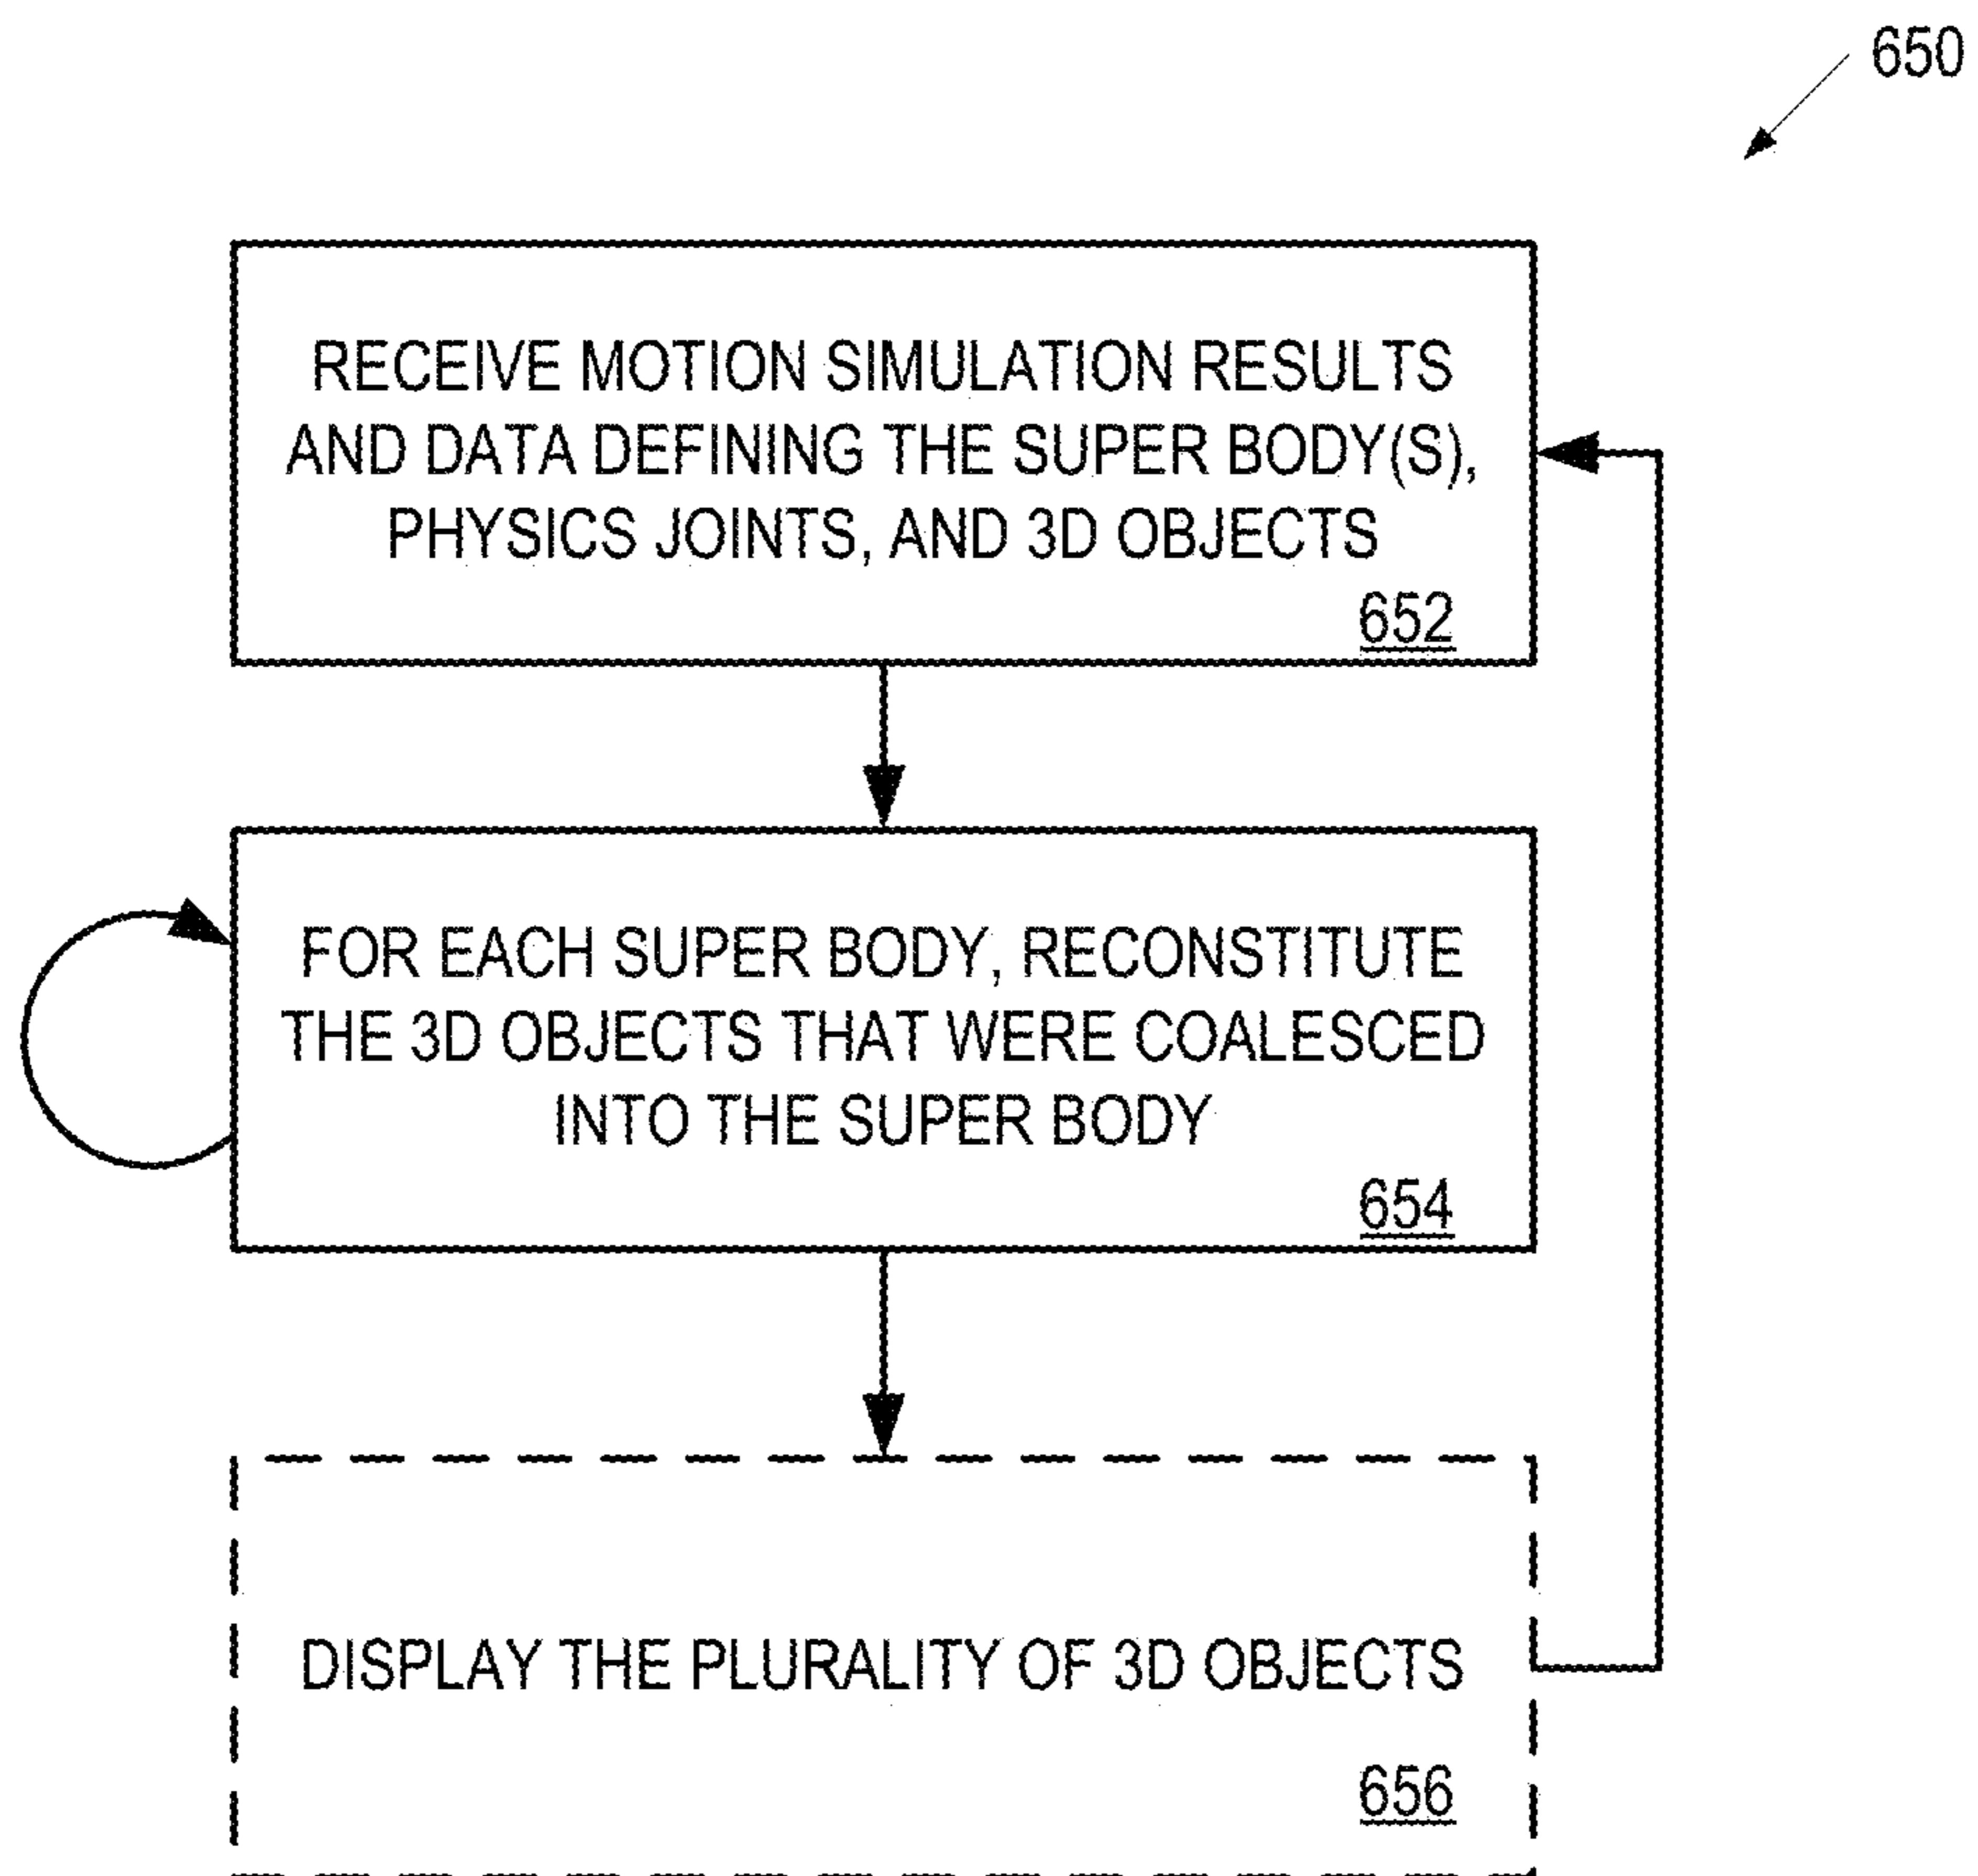 650
RECEIVE MOTION SIMULATION RESULTS
AND DATA DEFINING THE SUPER BODY(S),
PHYSICS JOINTS, AND 3D OBJECTS
652
FOR EACH SUPER BODY, RECONSTITUTE
THE 3D OBJECTS THAT WERE COALESCED
INTO THE SUPER BODY
654
DISPLAY THE PLURALITY OF 3D OBJECTS
656